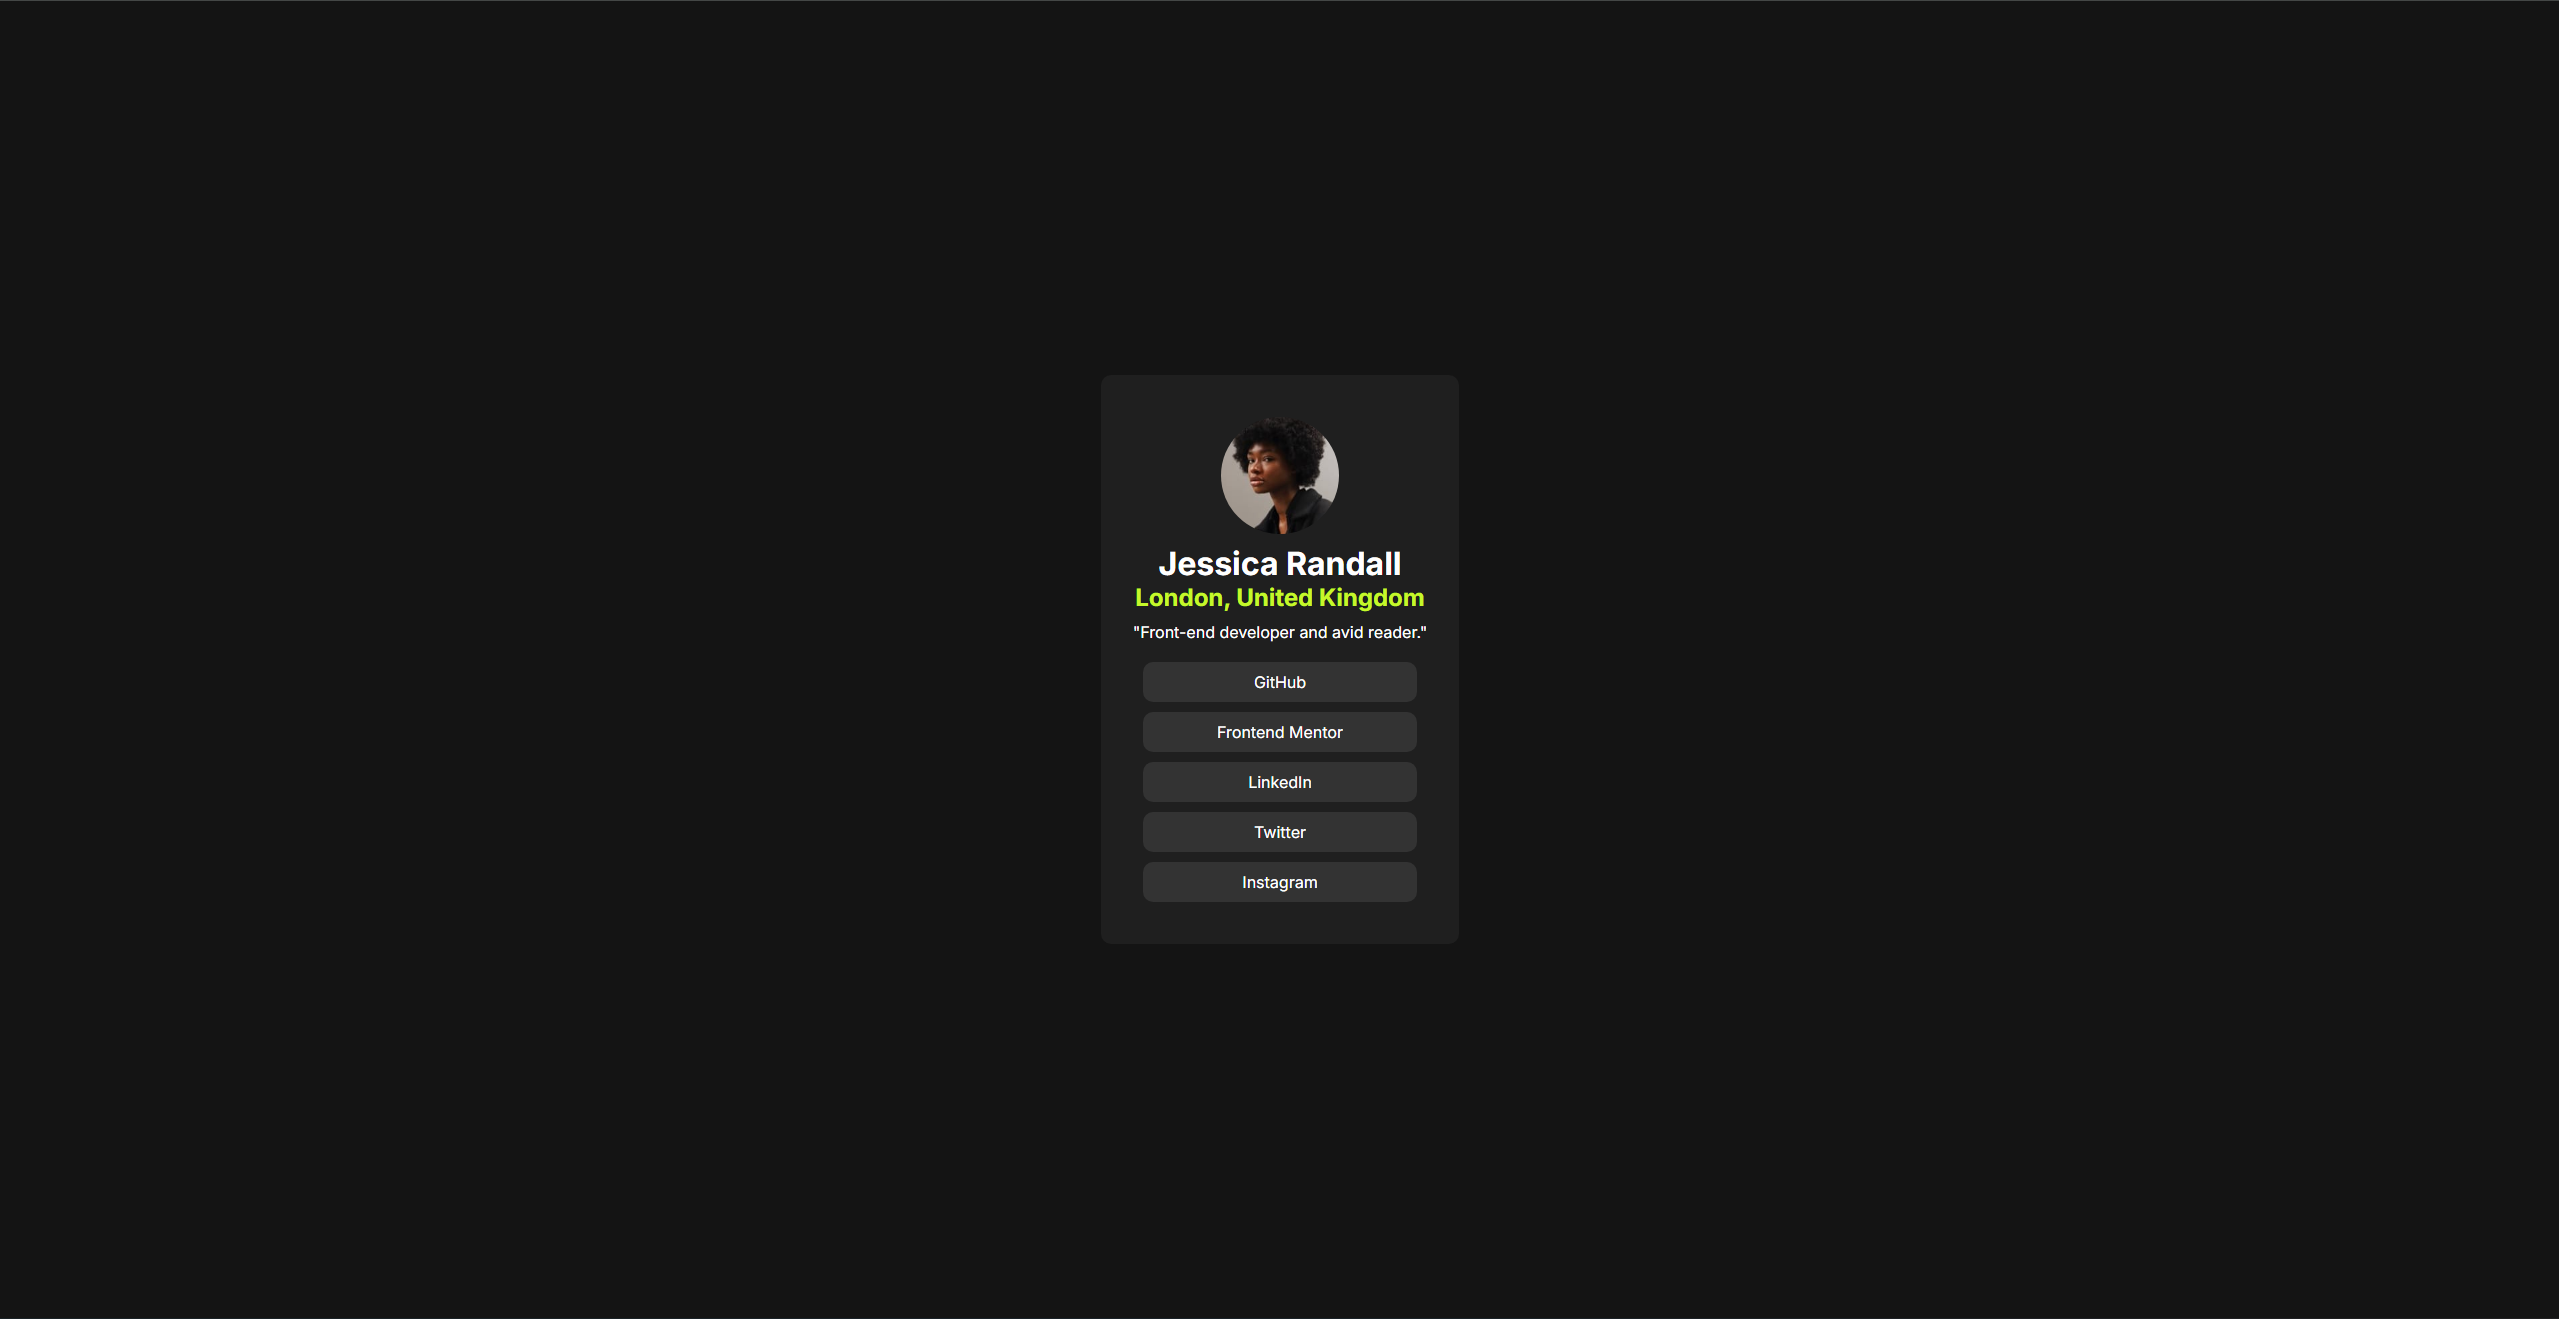 Jessica Randall
London, United Kingdom
"Front-end developer and avid reader."
GitHub
Frontend Mentor
LinkedIn
Twitter
Instagram